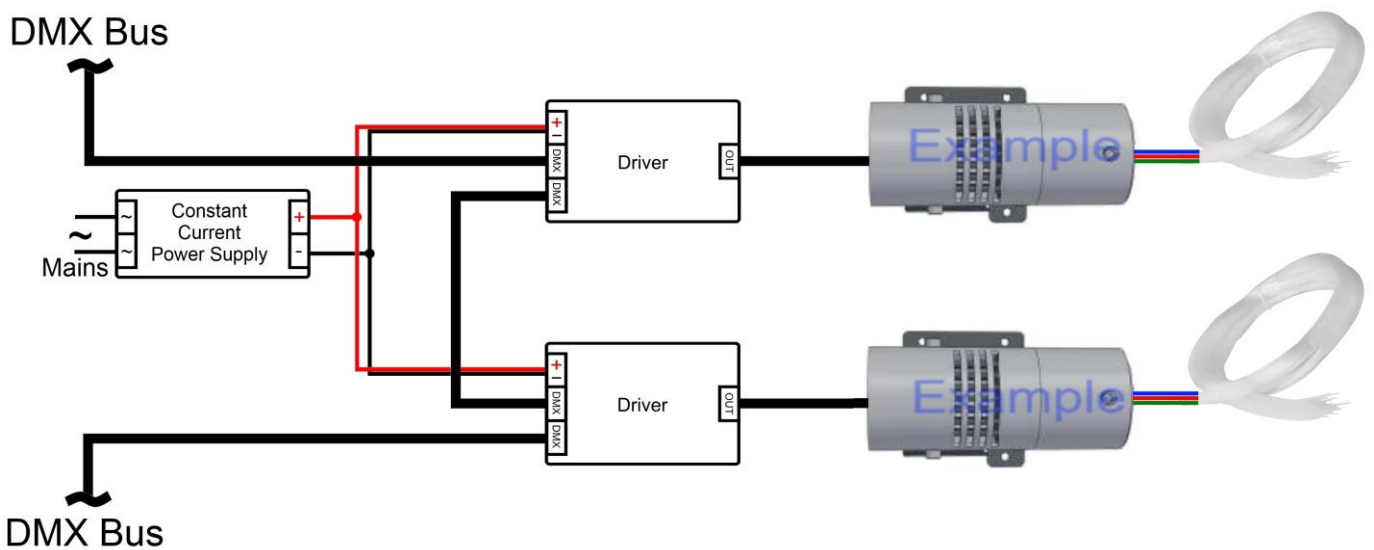 DMX Bus
+
−
DMX
DMX
Driver
OUT
Example
~
~
~
Mains
Constant
Current
Power Supply
+
-
+
−
DMX
DMX
Driver
OUT
Example
DMX Bus